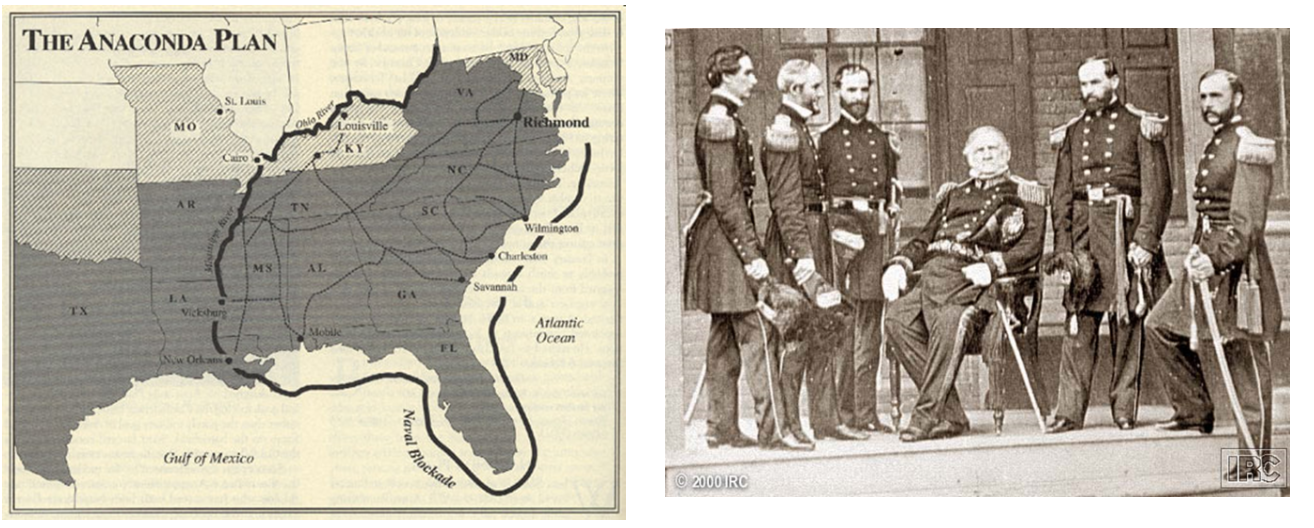 THE ANACONDA PLAN
MD
VA
St. Louis
Ohio River
Richmond
MO
Louisville
Cairo
KY
NC
AR
TN
SC
Wilmington
Mississippi River
MS
AL
Charleston
GA
Savannah
LA
TX
Vicksburg
Mobile
Atlantic
Ocean
FL
New Orleans
Naval Blockade
Gulf of Mexico
© 2000 IRC
IRC